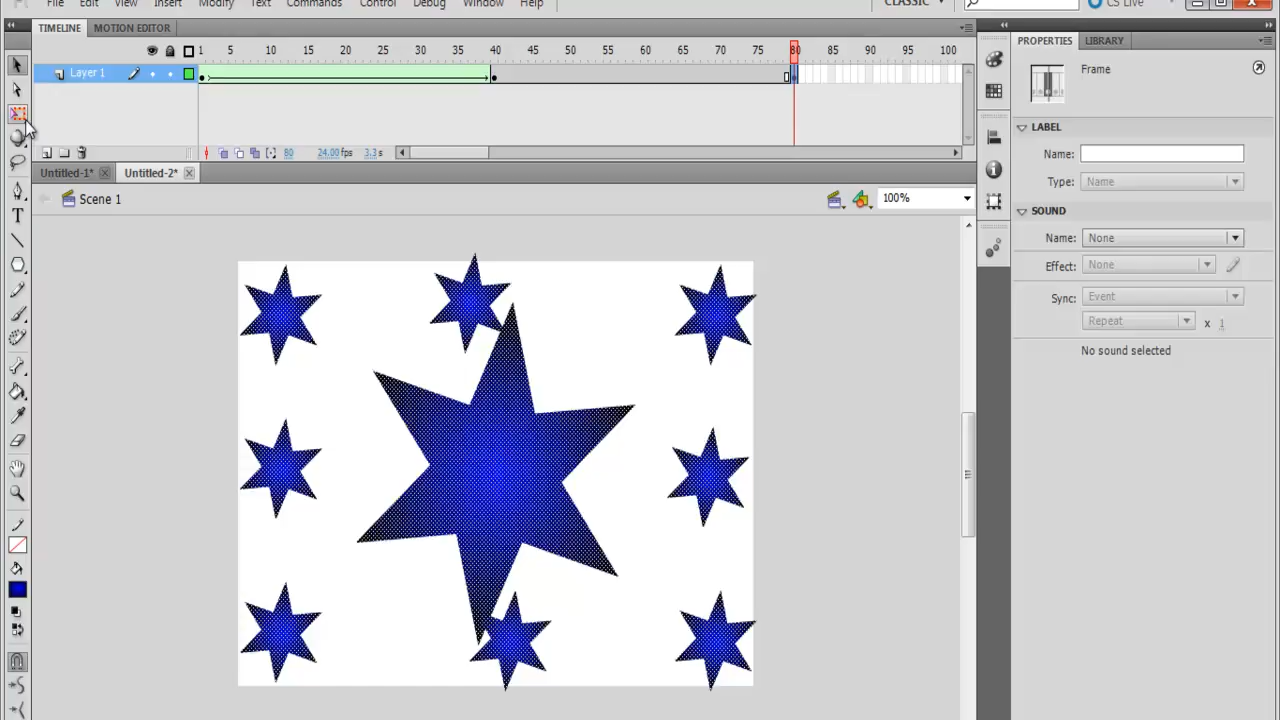 File Edit View Insert Modify Text Commands Control Debug Window Help CLASSIC CS Live
TIMELINE MOTION EDITOR
PROPERTIES LIBRARY
1 5 10 15 20 25 30 35 40 45 50 55 60 65 70 75 80 85 90 95 100
Layer 1
Frame
LABEL
Name:
Type: Name
80 24.00 fps 3.3 s
Untitled-1* Untitled-2*
Scene 1
100%
SOUND
Name: None
Effect: None
Sync: Event
Repeat x 1
No sound selected
T